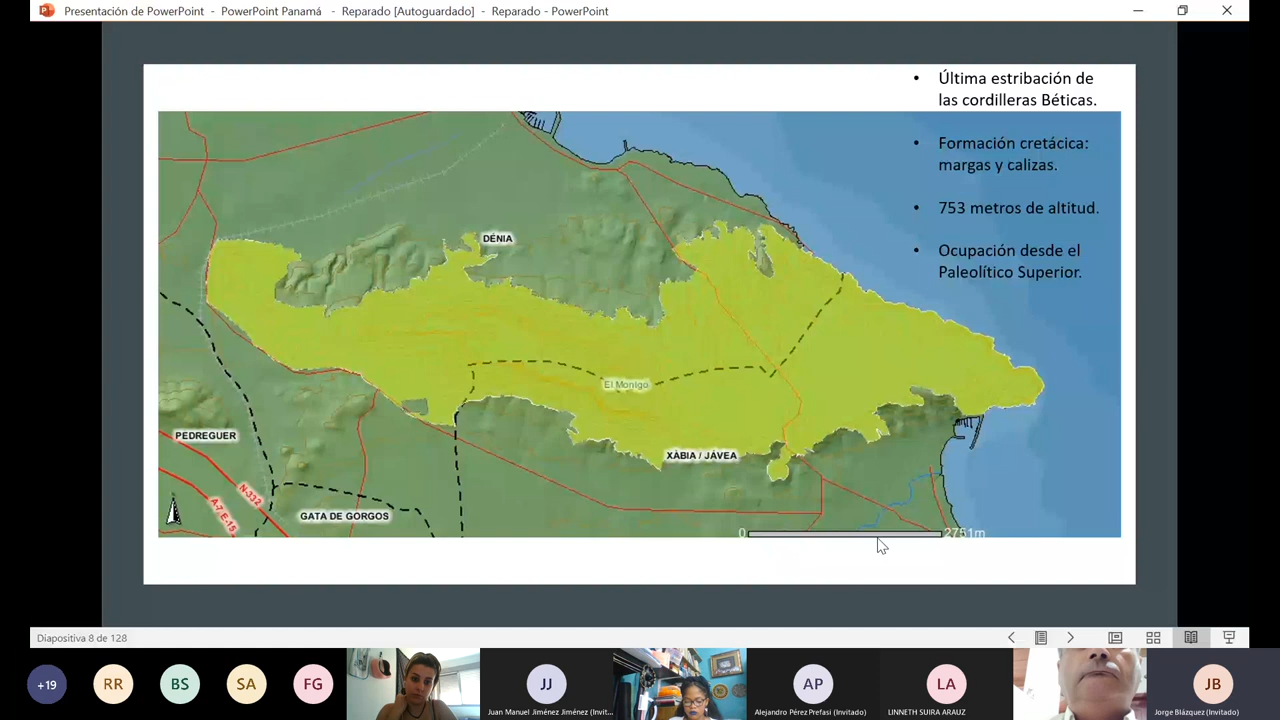 Presentación de PowerPoint - PowerPoint Panamá - Reparado [Autoguardado] - Reparado - PowerPoint
• Última estribación de
las cordilleras Béticas.
• Formación cretácica:
margas y calizas.
• 753 metros de altitud.
• Ocupación desde el
Paleolítico Superior.
DÉNIA
El Monigo
PEDREGUER
XÀBIA / JÁVEA
N-332
A-7 E-15
GATA DE GORGOS
0 2751m
Diapositiva 8 de 128
+19 RR BS SA FG JJ AP LA JB
Juan Manuel Jiménez Jiménez (Invit...
Alejandro Pérez Prefasi (Invitado)
LINNETH SUIRA ARAUZ
Jorge Blázquez (Invitado)